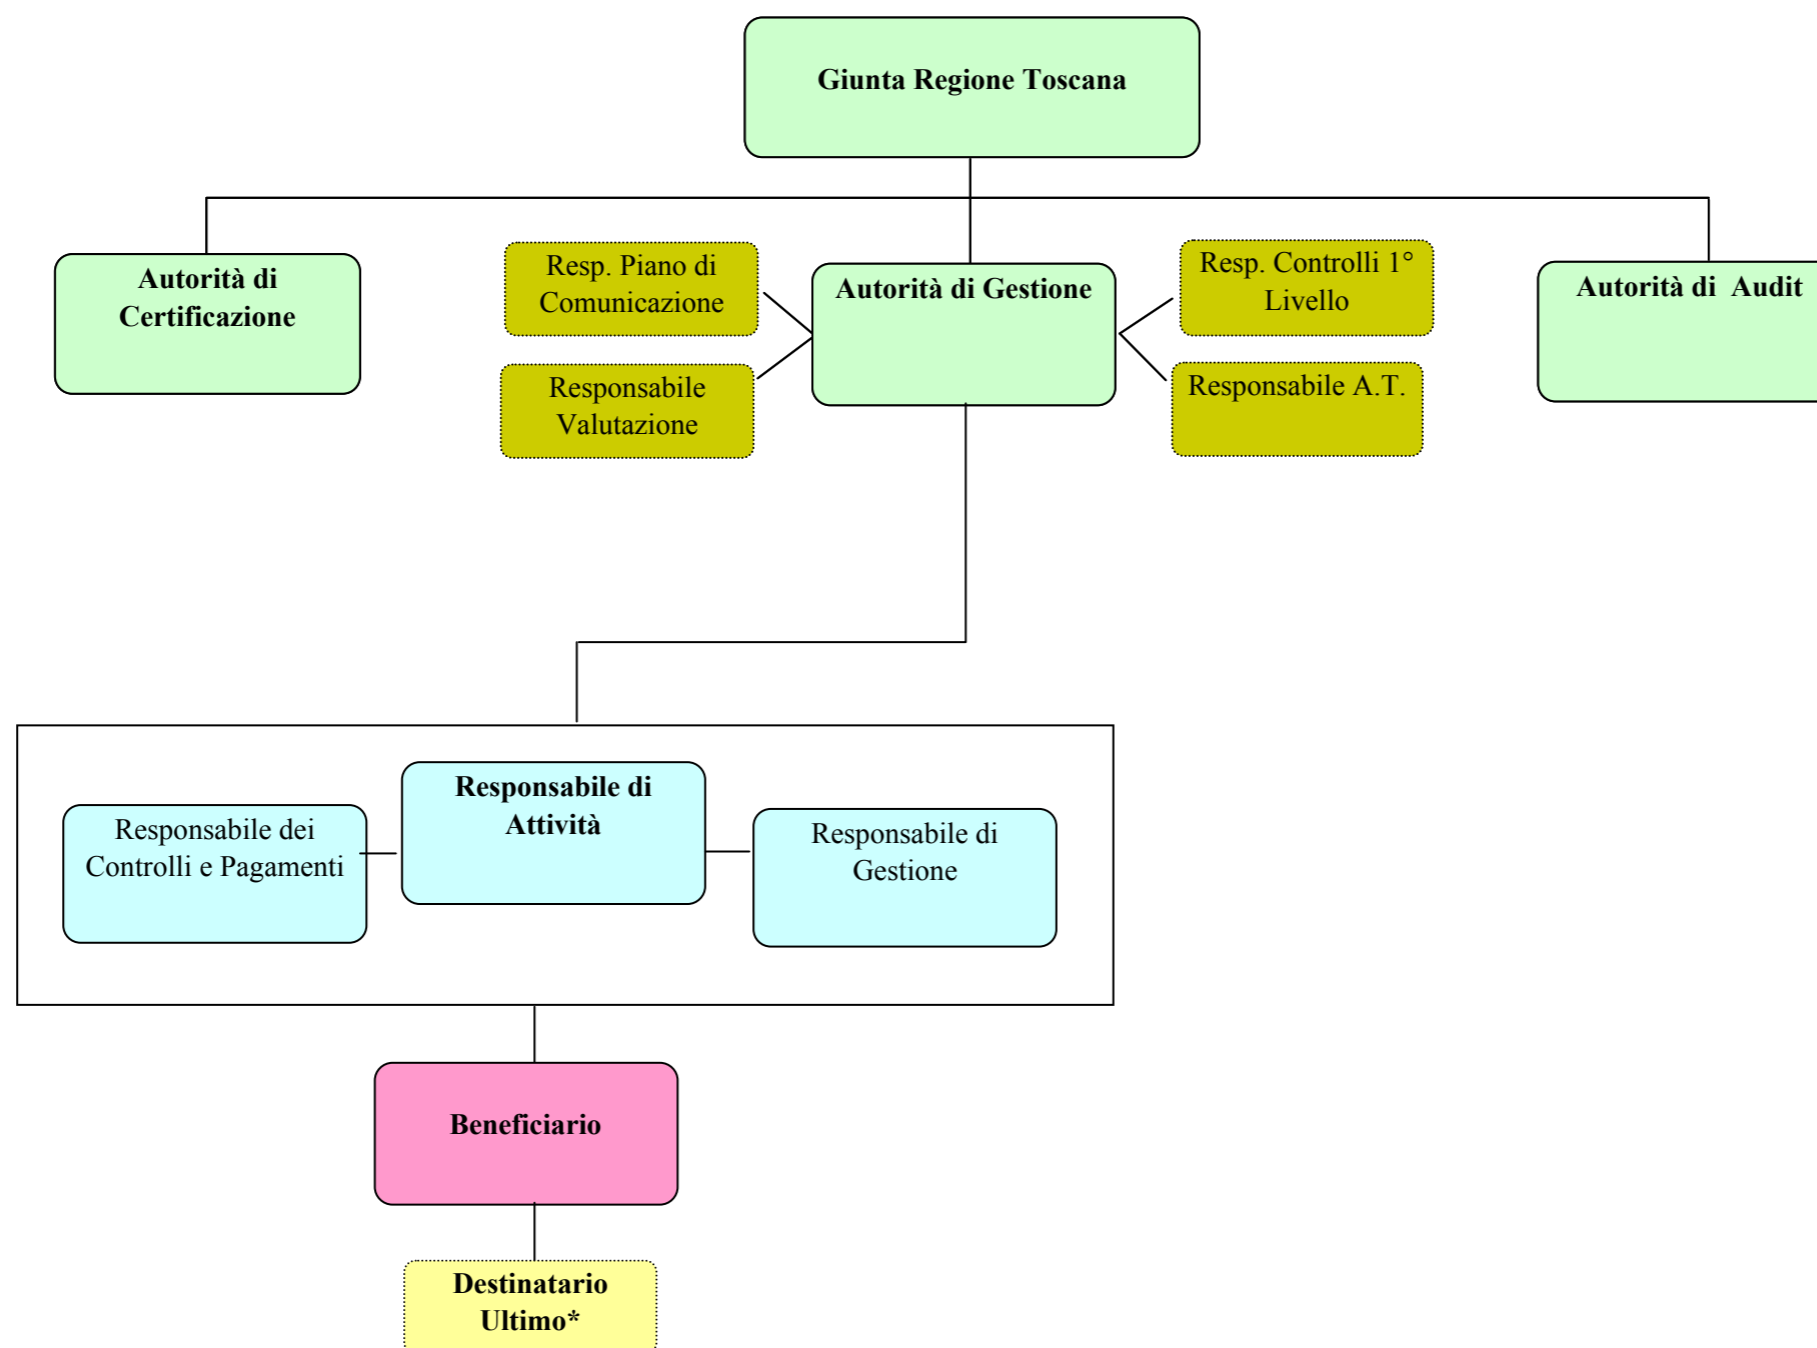 Giunta Regione Toscana
Autorità di
Certificazione
Resp. Piano di
Comunicazione
Responsabile
Valutazione
Autorità di Gestione
Resp. Controlli 1°
Livello
Responsabile A.T.
Autorità di Audit
Responsabile dei
Controlli e Pagamenti
Responsabile di
Attività
Responsabile di
Gestione
Beneficiario
Destinatario
Ultimo*